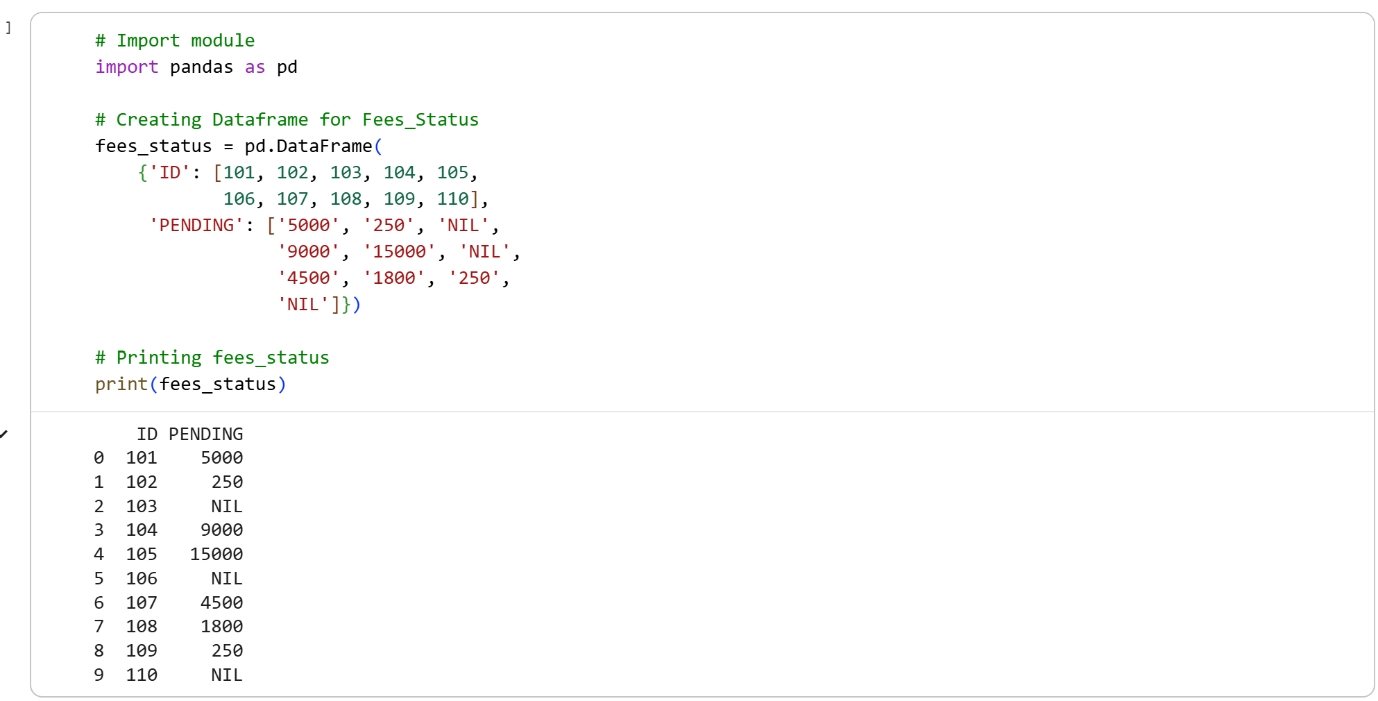 ]
# Import module
import pandas as pd
# Creating Dataframe for Fees_Status
fees_status = pd.DataFrame(
    {'ID': [101, 102, 103, 104, 105,
            106, 107, 108, 109, 110],
     'PENDING': ['5000', '250', 'NIL',
                 '9000', '15000', 'NIL',
                 '4500', '1800', '250',
                 'NIL']})
# Printing fees_status
print(fees_status)
    ID PENDING
0  101    5000
1  102     250
2  103     NIL
3  104    9000
4  105   15000
5  106     NIL
6  107    4500
7  108    1800
8  109     250
9  110     NIL